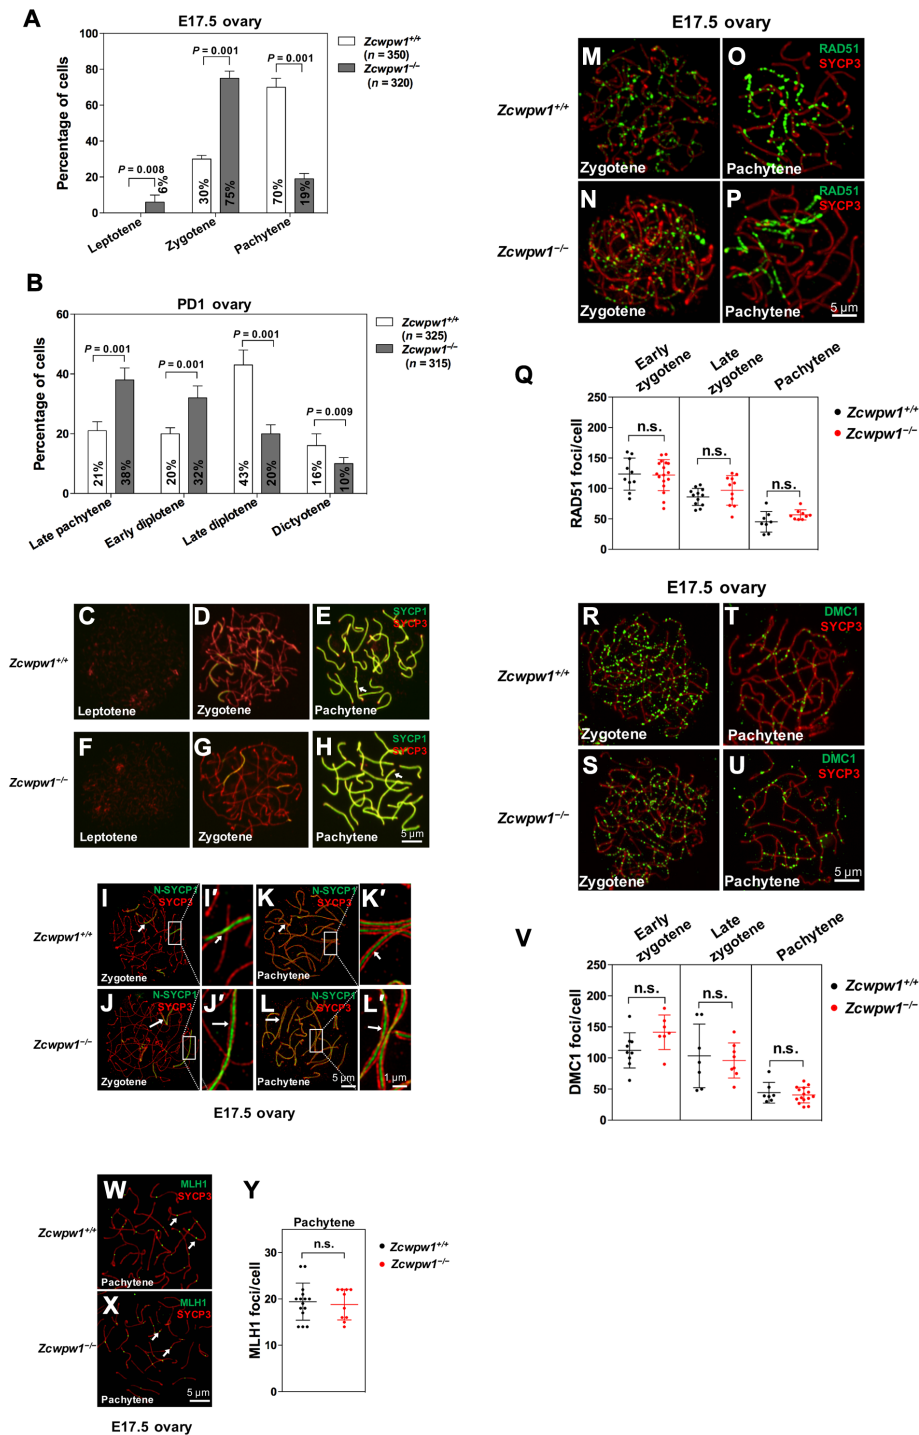 A
E17.5 ovary
Percentage of cells
100
80
60
40
20
0
P = 0.008
P = 0.001
P = 0.001
6%
30%
75%
70%
19%
Leptotene
Zygotene
Pachytene
Zcwpw1+/+
(n = 350)
Zcwpw1−/−
(n = 320)
B
PD1 ovary
Percentage of cells
60
40
20
0
P = 0.001
P = 0.001
P = 0.001
P = 0.009
21%
38%
20%
32%
43%
20%
16%
10%
Late pachytene
Early diplotene
Late diplotene
Dictyotene
Zcwpw1+/+
(n = 325)
Zcwpw1−/−
(n = 315)
Zcwpw1+/+
C
Leptotene
D
Zygotene
E
SYCP1
SYCP3
Pachytene
Zcwpw1−/−
F
Leptotene
G
Zygotene
H
SYCP1
SYCP3
Pachytene
5 µm
Zcwpw1+/+
I
N-SYCP1
SYCP3
Zygotene
I′
K
N-SYCP1
SYCP3
Pachytene
K′
Zcwpw1−/−
J
N-SYCP1
SYCP3
Zygotene
J′
L
N-SYCP1
SYCP3
Pachytene
5 µm
L′
1 µm
E17.5 ovary
E17.5 ovary
Zcwpw1+/+
M
Zygotene
O
RAD51
SYCP3
Pachytene
Zcwpw1−/−
N
Zygotene
P
RAD51
SYCP3
Pachytene
5 µm
Q
Early
zygotene
Late
zygotene
Pachytene
RAD51 foci/cell
250
200
150
100
50
0
n.s.
n.s.
n.s.
Zcwpw1+/+
Zcwpw1−/−
E17.5 ovary
Zcwpw1+/+
R
Zygotene
T
DMC1
SYCP3
Pachytene
Zcwpw1−/−
S
Zygotene
U
DMC1
SYCP3
Pachytene
5 µm
V
Early
zygotene
Late
zygotene
Pachytene
DMC1 foci/cell
250
200
150
100
50
0
n.s.
n.s.
n.s.
Zcwpw1+/+
Zcwpw1−/−
Zcwpw1+/+
W
MLH1
SYCP3
Pachytene
Zcwpw1−/−
X
MLH1
SYCP3
Pachytene
5 µm
E17.5 ovary
Y
Pachytene
MLH1 foci/cell
30
20
10
0
n.s.
Zcwpw1+/+
Zcwpw1−/−